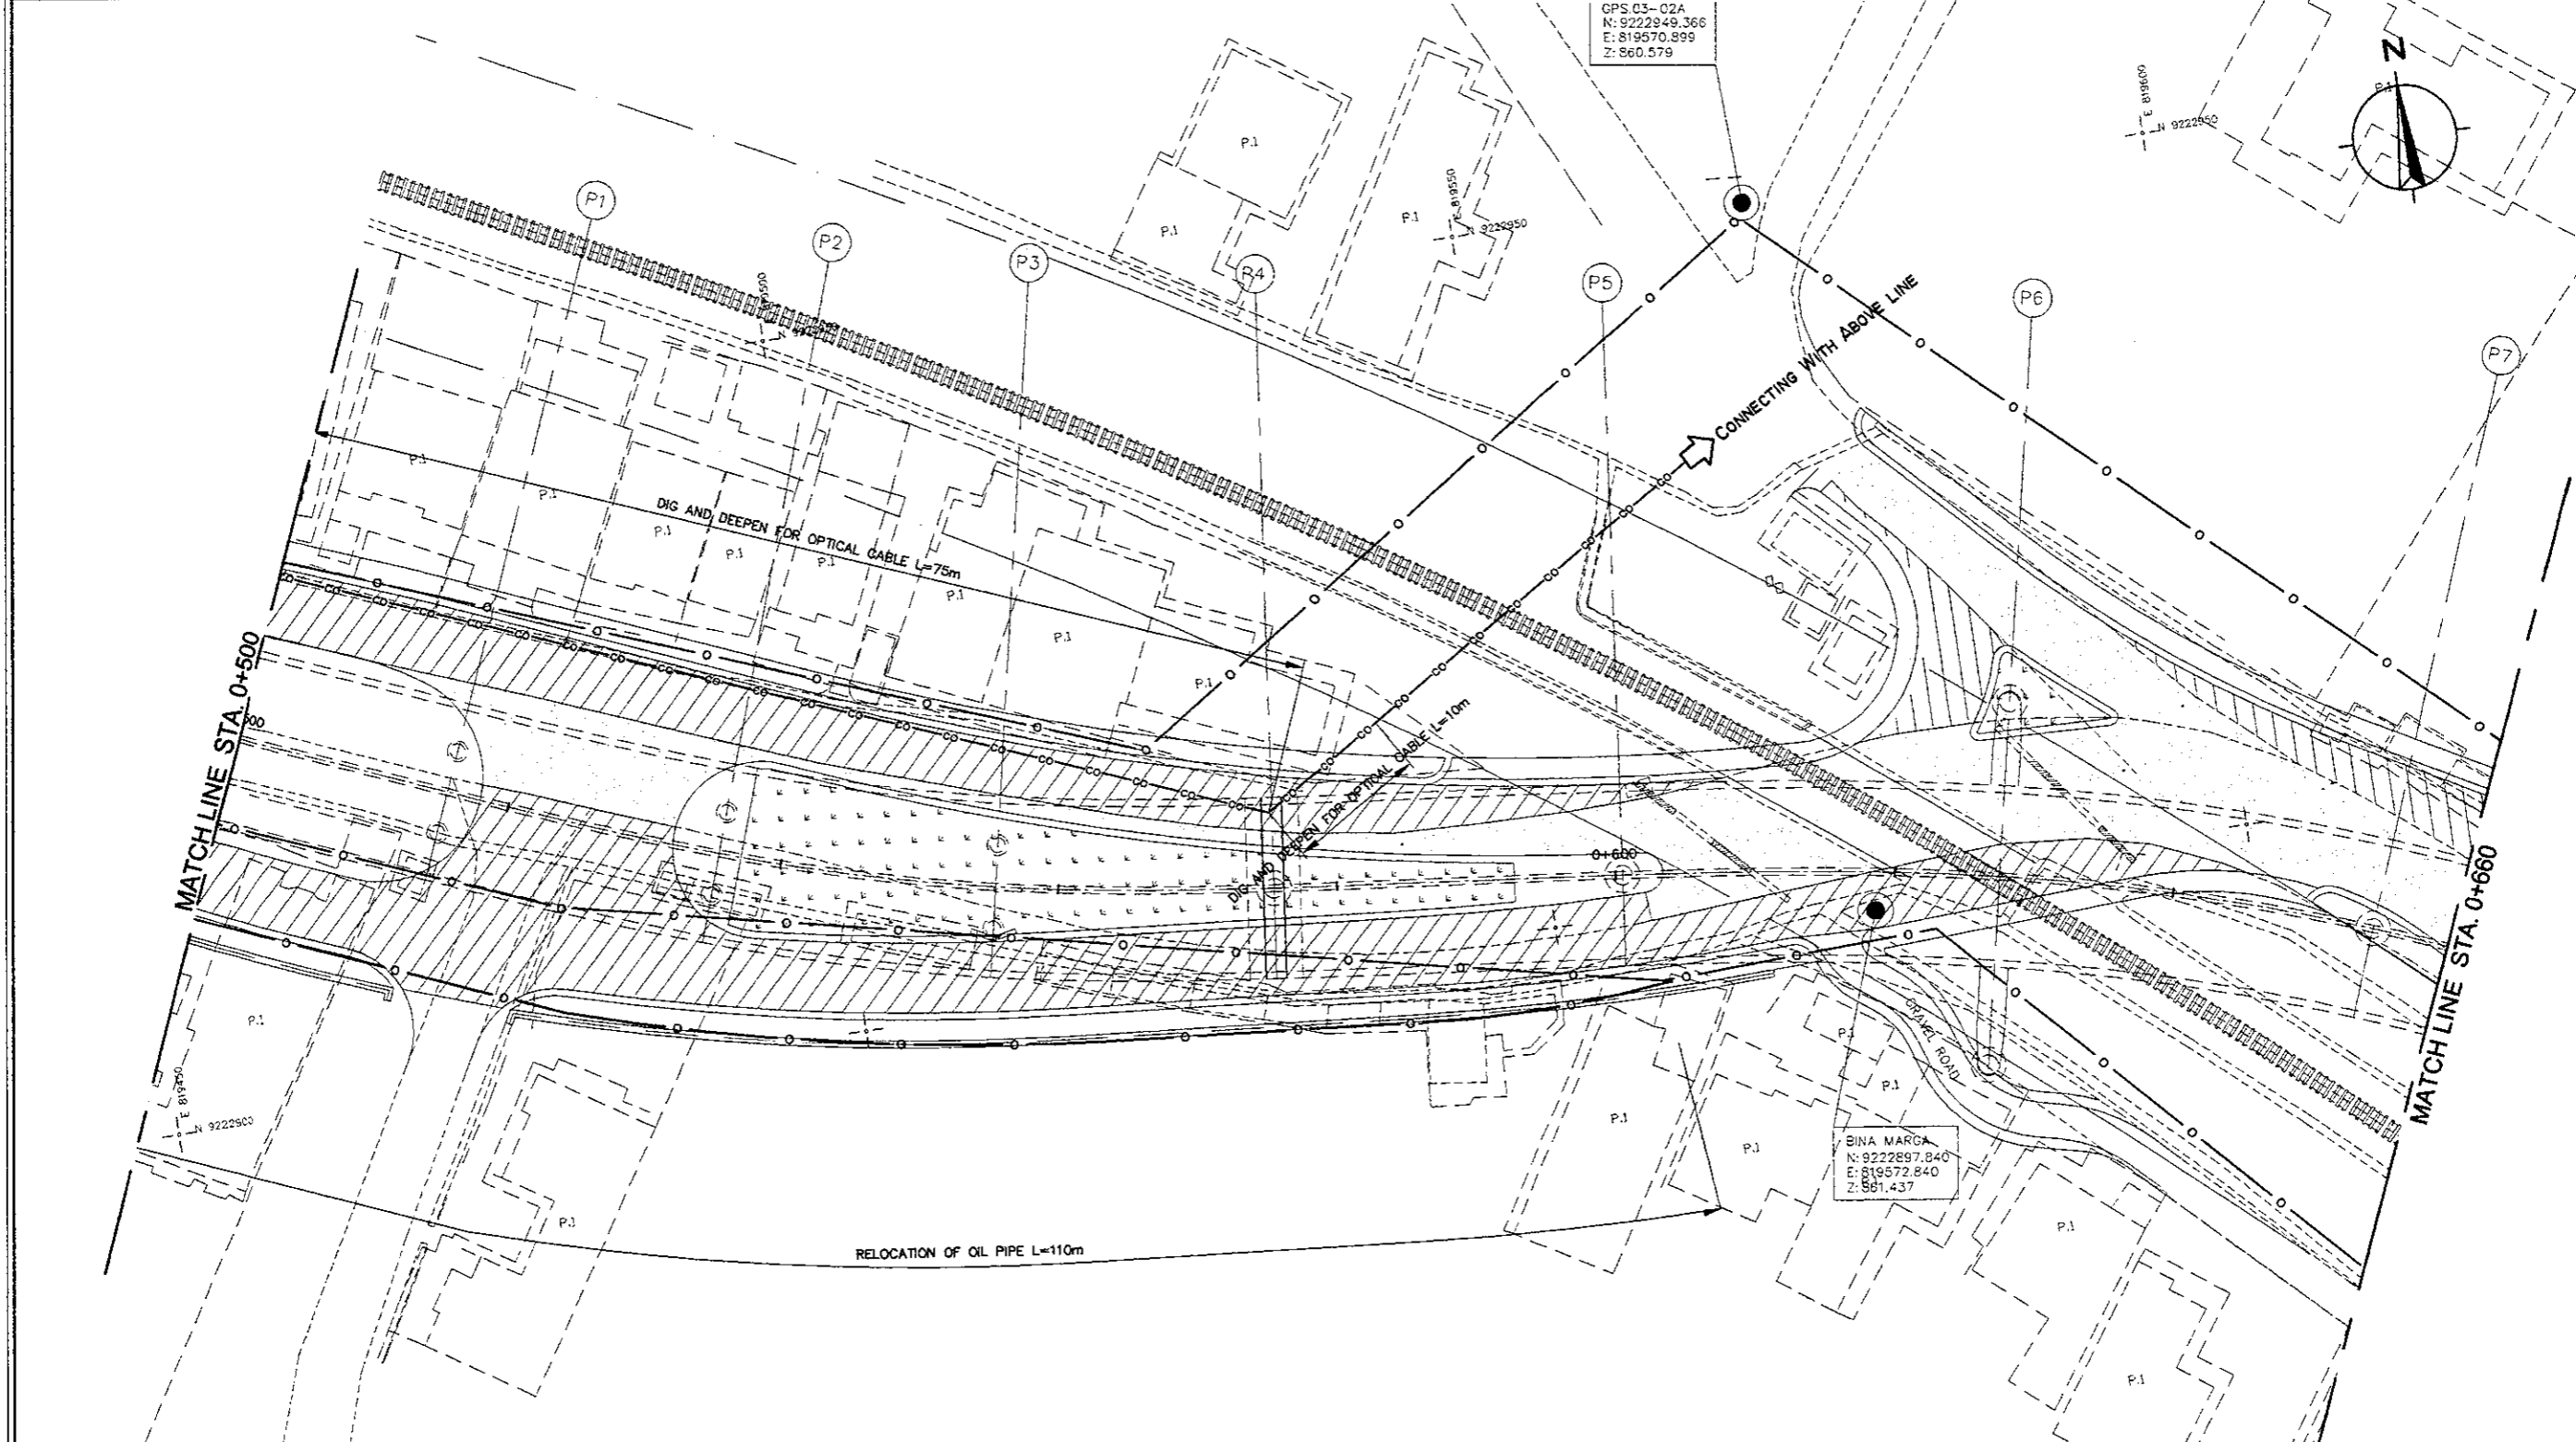 GPS.03-02A
N: 9222949.366
E: 819570.899
Z: 860.579
N
P.1
E 819600
N 9222950
P.1
P.1
P.1
E 819550
N 9222950
P1
P2
P3
P4
P5
P6
P7
CONNECTING WITH ABOVE LINE
DIG AND DEEPEN FOR OPTICAL CABLE L=75m
P.1
P.1
P.1
P.1
P.1
P.1
P.1
P.1
MATCH LINE STA. 0+500
DIG AND DEEPEN FOR OPTICAL CABLE L=10m
0+600
MATCH LINE STA. 0+660
GRAVEL ROAD
P.1
E 819450
N 9222900
P.1
P.1
P.1
P.1
P.1
BINA MARGA
N: 9222897.840
E: 819572.840
Z: 861.437
P.1
P.1
RELOCATION OF OIL PIPE L=110m